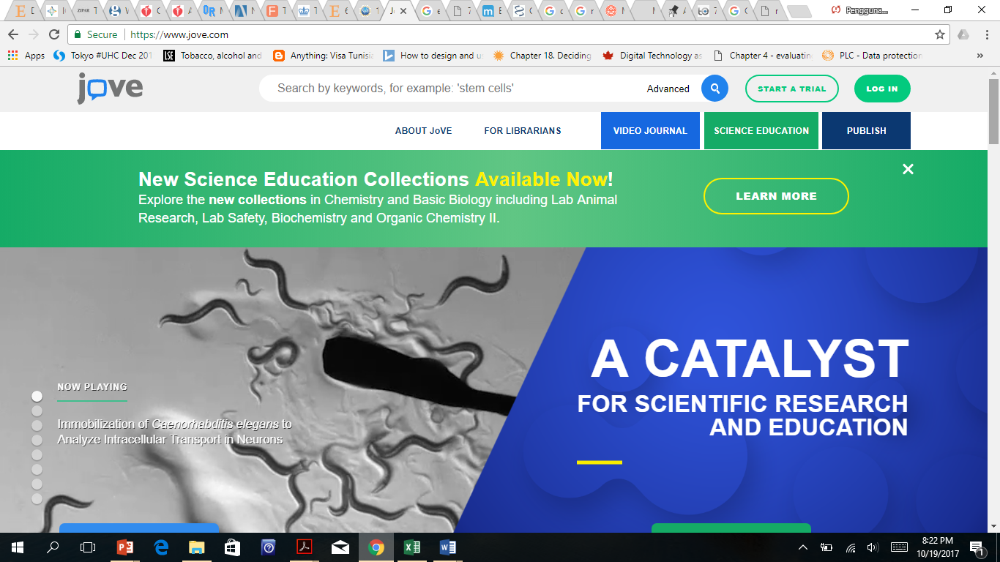 Pengguna...
Secure https://www.jove.com
Apps
Tokyo #UHC Dec 201
LSE
Tobacco, alcohol and
Anything: Visa Tunisia
How to design and us
Chapter 18. Deciding
Digital Technology as
Chapter 4 - evaluating
PLC - Data protection
»
jove
Search by keywords, for example: 'stem cells'
Advanced
START A TRIAL
LOG IN
ABOUT JoVE
FOR LIBRARIANS
VIDEO JOURNAL
SCIENCE EDUCATION
PUBLISH
New Science Education Collections Available Now!
Explore the new collections in Chemistry and Basic Biology including Lab Animal
Research, Lab Safety, Biochemistry and Organic Chemistry II.
LEARN MORE
A CATALYST
FOR SCIENTIFIC RESEARCH
AND EDUCATION
NOW PLAYING
Immobilization of Caenorhabditis elegans to
Analyze Intracellular Transport in Neurons
8:22 PM
10/19/2017
1